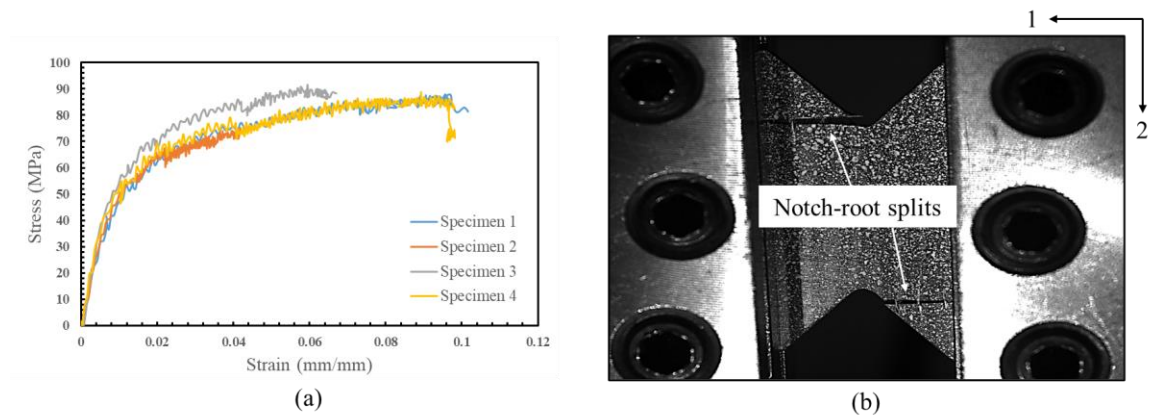 100
90
80
70
60
50
40
30
20
10
0
Stress (MPa)
0
0.02
0.04
0.06
0.08
0.1
0.12
Strain (mm/mm)
Specimen 1
Specimen 2
Specimen 3
Specimen 4
(a)
1
2
Notch-root splits
(b)